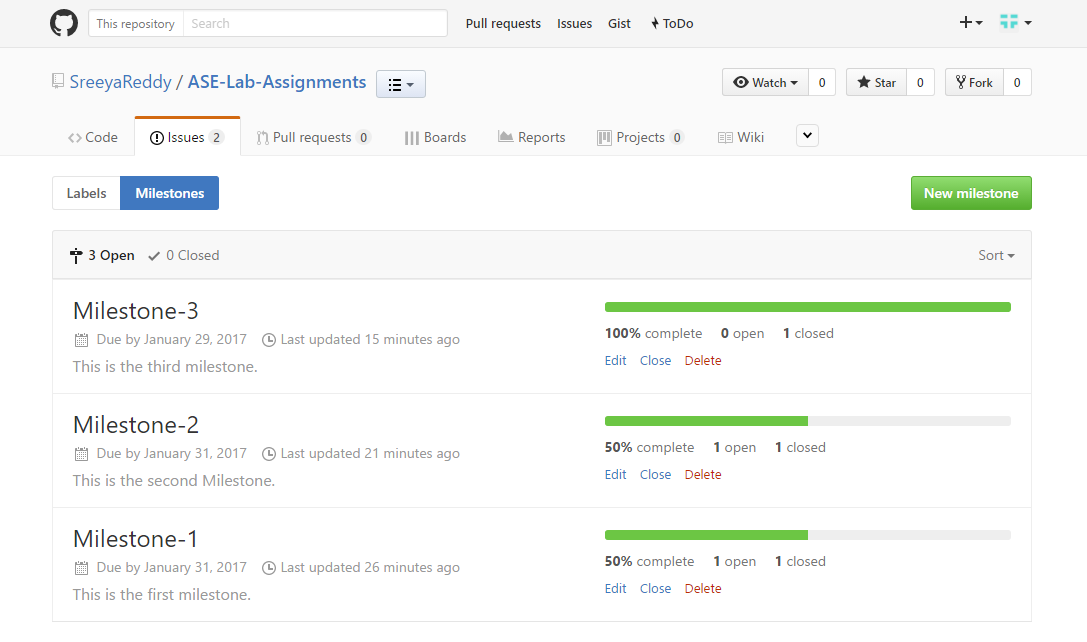 This repository Search Pull requests Issues Gist ToDo
SreeyaReddy / ASE-Lab-Assignments Watch 0 Star 0 Fork 0
Code Issues 2 Pull requests 0 Boards Reports Projects 0 Wiki
Labels Milestones New milestone
3 Open 0 Closed Sort
Milestone-3
Due by January 29, 2017 Last updated 15 minutes ago
This is the third milestone.
100% complete 0 open 1 closed
Edit Close Delete
Milestone-2
Due by January 31, 2017 Last updated 21 minutes ago
This is the second Milestone.
50% complete 1 open 1 closed
Edit Close Delete
Milestone-1
Due by January 31, 2017 Last updated 26 minutes ago
This is the first milestone.
50% complete 1 open 1 closed
Edit Close Delete